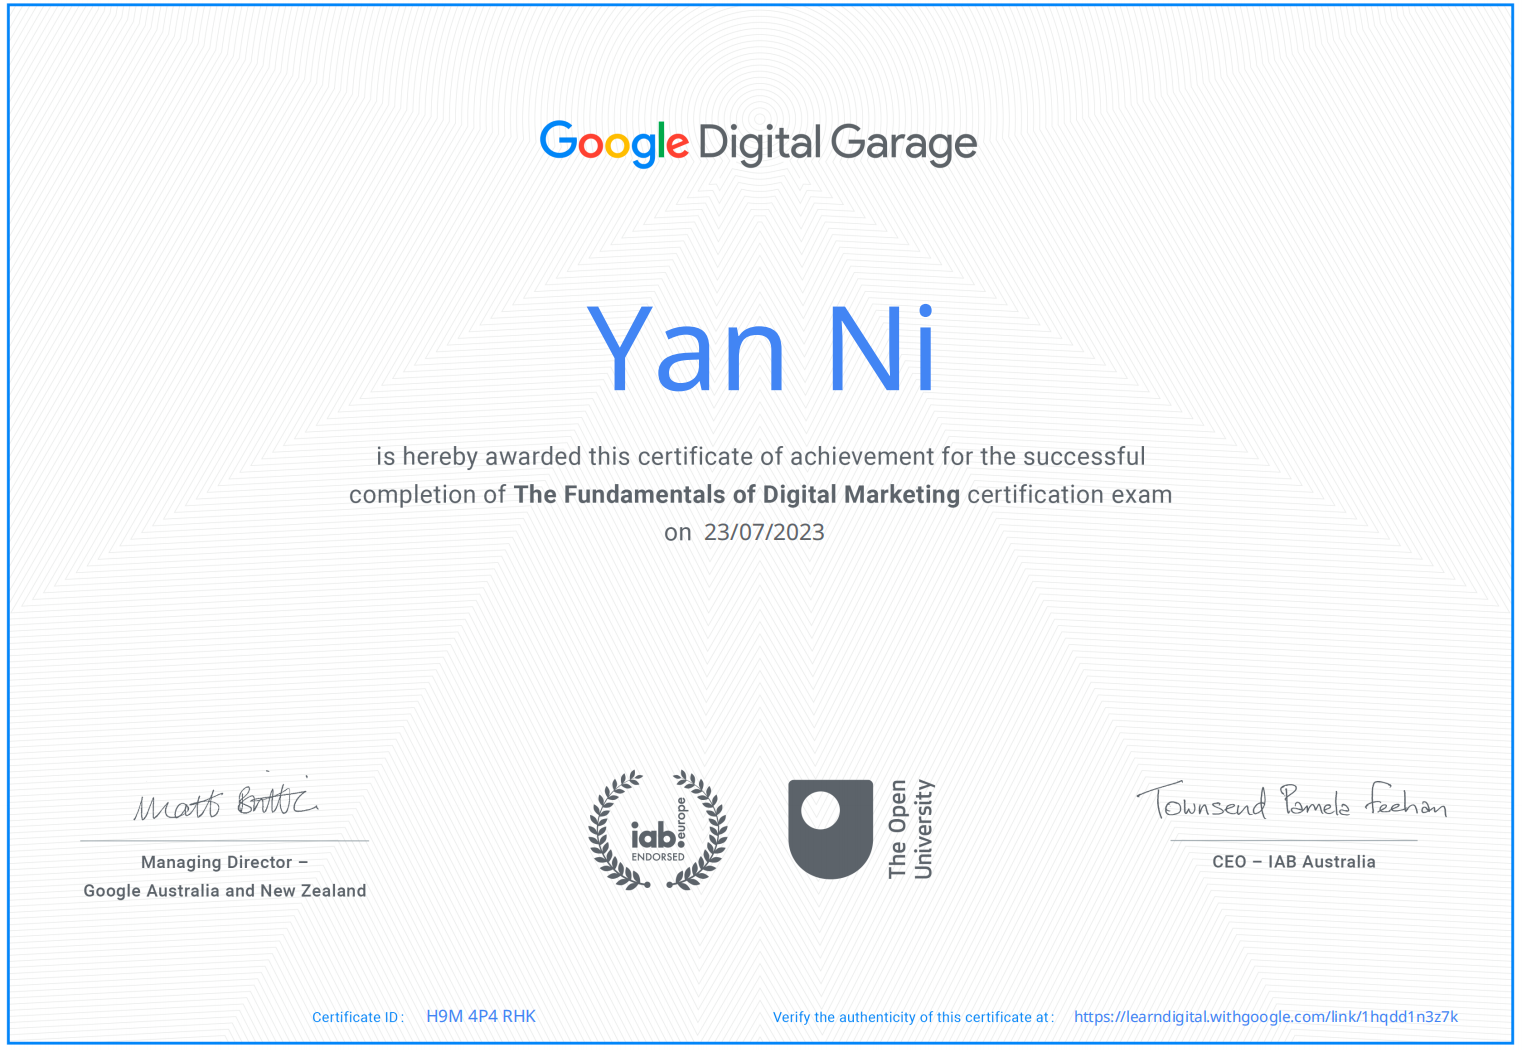 Google Digital Garage
Yan Ni
is hereby awarded this certificate of achievement for the successful
completion of The Fundamentals of Digital Marketing certification exam
on 23/07/2023
Matt Brittin
Managing Director –
Google Australia and New Zealand
iab europe
ENDORSED
The Open
University
Townsend Pamela Feehan
CEO – IAB Australia
Certificate ID : H9M 4P4 RHK
Verify the authenticity of this certificate at : https://learndigital.withgoogle.com/link/1hqdd1n3z7k